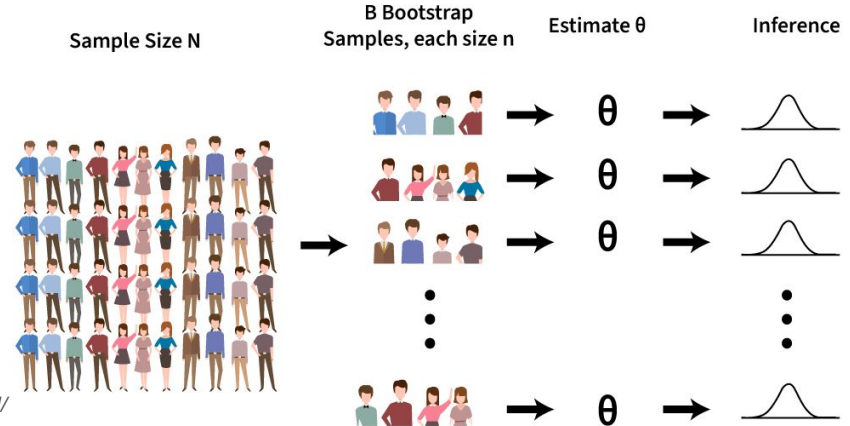 Sample Size N
B Bootstrap
Samples, each size n
Estimate θ
Inference
θ
θ
θ
θ